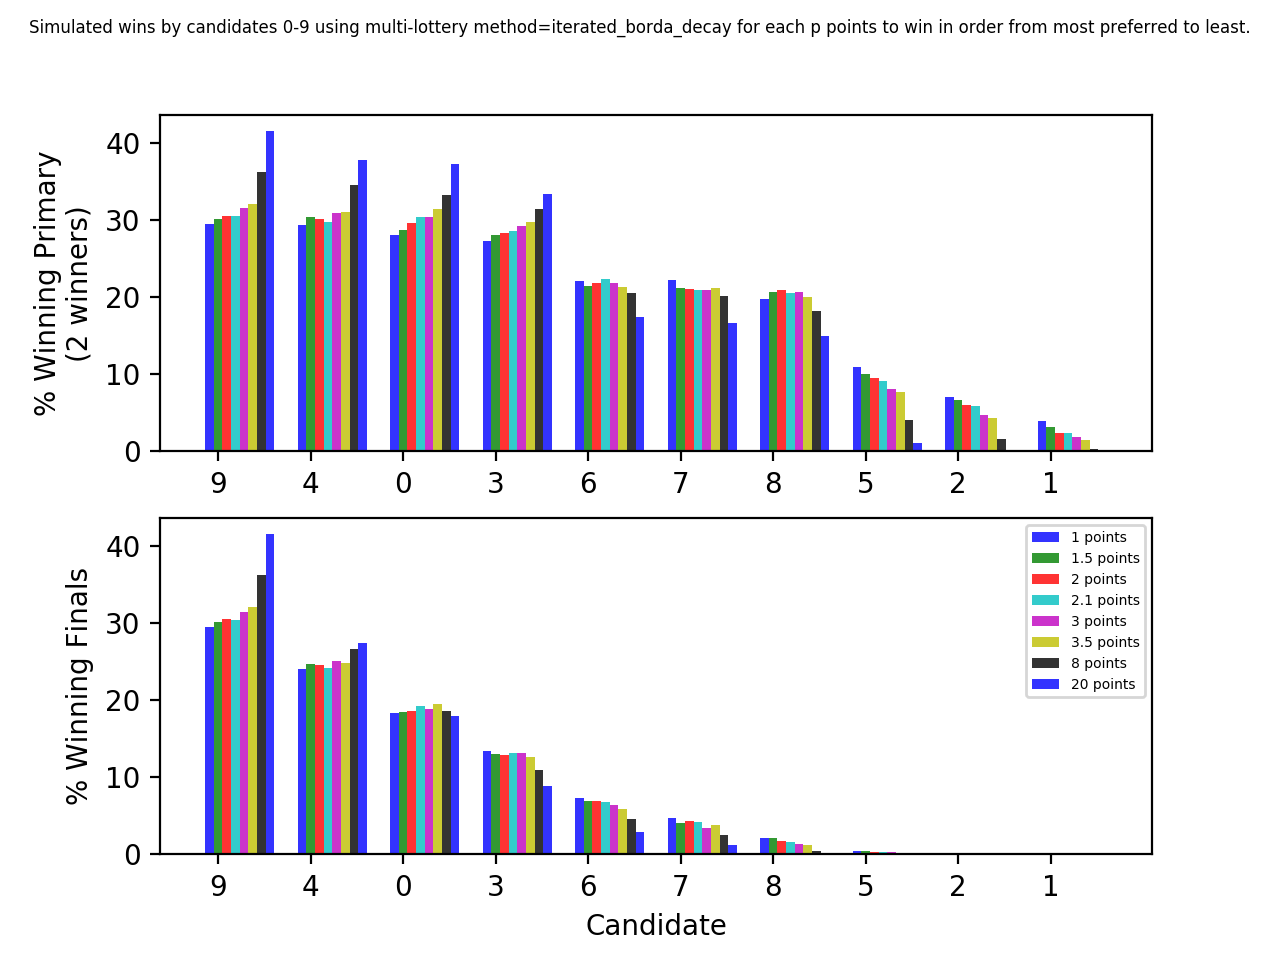 Simulated wins by candidates 0-9 using multi-lottery method=iterated_borda_decay for each p points to win in order from most preferred to least.
% Winning Primary
(2 winners)
40
30
20
10
0
9 4 0 3 6 7 8 5 2 1
% Winning Finals
40
30
20
10
0
1 points
1.5 points
2 points
2.1 points
3 points
3.5 points
8 points
20 points
9 4 0 3 6 7 8 5 2 1
Candidate